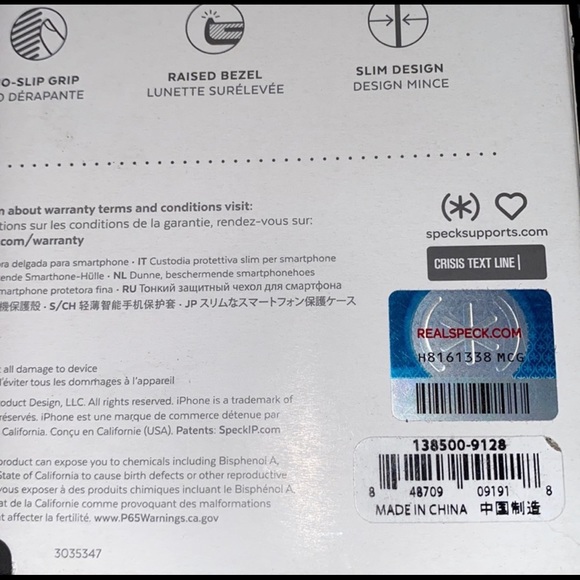 O-SLIP GRIP
DÉRAPANTE
RAISED BEZEL
LUNETTE SURÉLEVÉE
SLIM DESIGN
DESIGN MINCE
about warranty terms and conditions visit:
tions sur les conditions de la garantie, rendez-vous sur:
.com/warranty
ra delgada para smartphone • IT Custodia protettiva slim per smartphone
ende Smarthone-Hülle • NL Dunne, beschermende smartphonehoes
martphone protetora fina • RU Тонкий защитный чехол для смартфона
機保護殼 • S/CH 轻薄智能手机保护套 • JP スリムなスマートフォン保護ケース
(*)
specksupports.com
CRISIS TEXT LINE|
REALSPECK.COM
H8161338 MCG
all damage to device
d'éviter tous les dommages à l'appareil
oduct Design, LLC. All rights reserved. iPhone is a trademark of
réservés. iPhone est une marque de commerce détenue par
California. Conçu en Californie (USA). Patents: SpeckIP.com
product can expose you to chemicals including Bisphenol A,
State of California to cause birth defects or other reproductive
vous exposer à des produits chimiques incluant le Bisphénol A,
at de la Californie comme provoquant des malformations
t affecter la fertilité. www.P65Warnings.ca.gov
138500-9128
8 48709 09191 8
MADE IN CHINA 中国制造
3035347